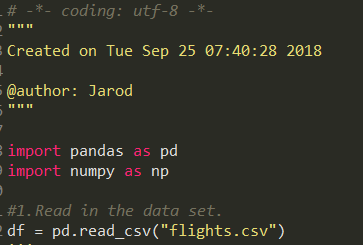 # -*- coding: utf-8 -*-
"""
Created on Tue Sep 25 07:40:28 2018
@author: Jarod
"""
import pandas as pd
import numpy as np
#1.Read in the data set.
df = pd.read_csv("flights.csv")